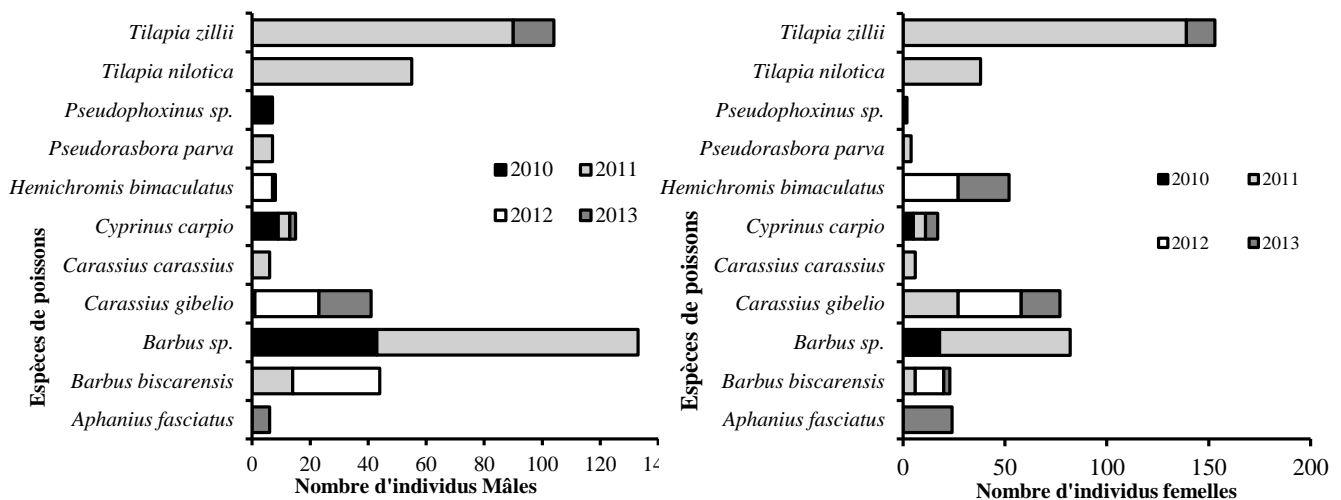 Tilapia zillii
Tilapia nilotica
Pseudophoxinus sp.
Pseudorasbora parva
Hemichromis bimaculatus
Cyprinus carpio
Carassius carassius
Carassius gibelio
Barbus sp.
Barbus biscarensis
Aphanius fasciatus
Espèces de poissons
2010 2011
2012 2013
0 20 40 60 80 100 120 14
Nombre d'individus Mâles
Tilapia zillii
Tilapia nilotica
Pseudophoxinus sp.
Pseudorasbora parva
Hemichromis bimaculatus
Cyprinus carpio
Carassius carassius
Carassius gibelio
Barbus sp.
Barbus biscarensis
Aphanius fasciatus
Espèces de poissons
2010 2011
2012 2013
0 50 100 150 200
Nombre d'individus femelles